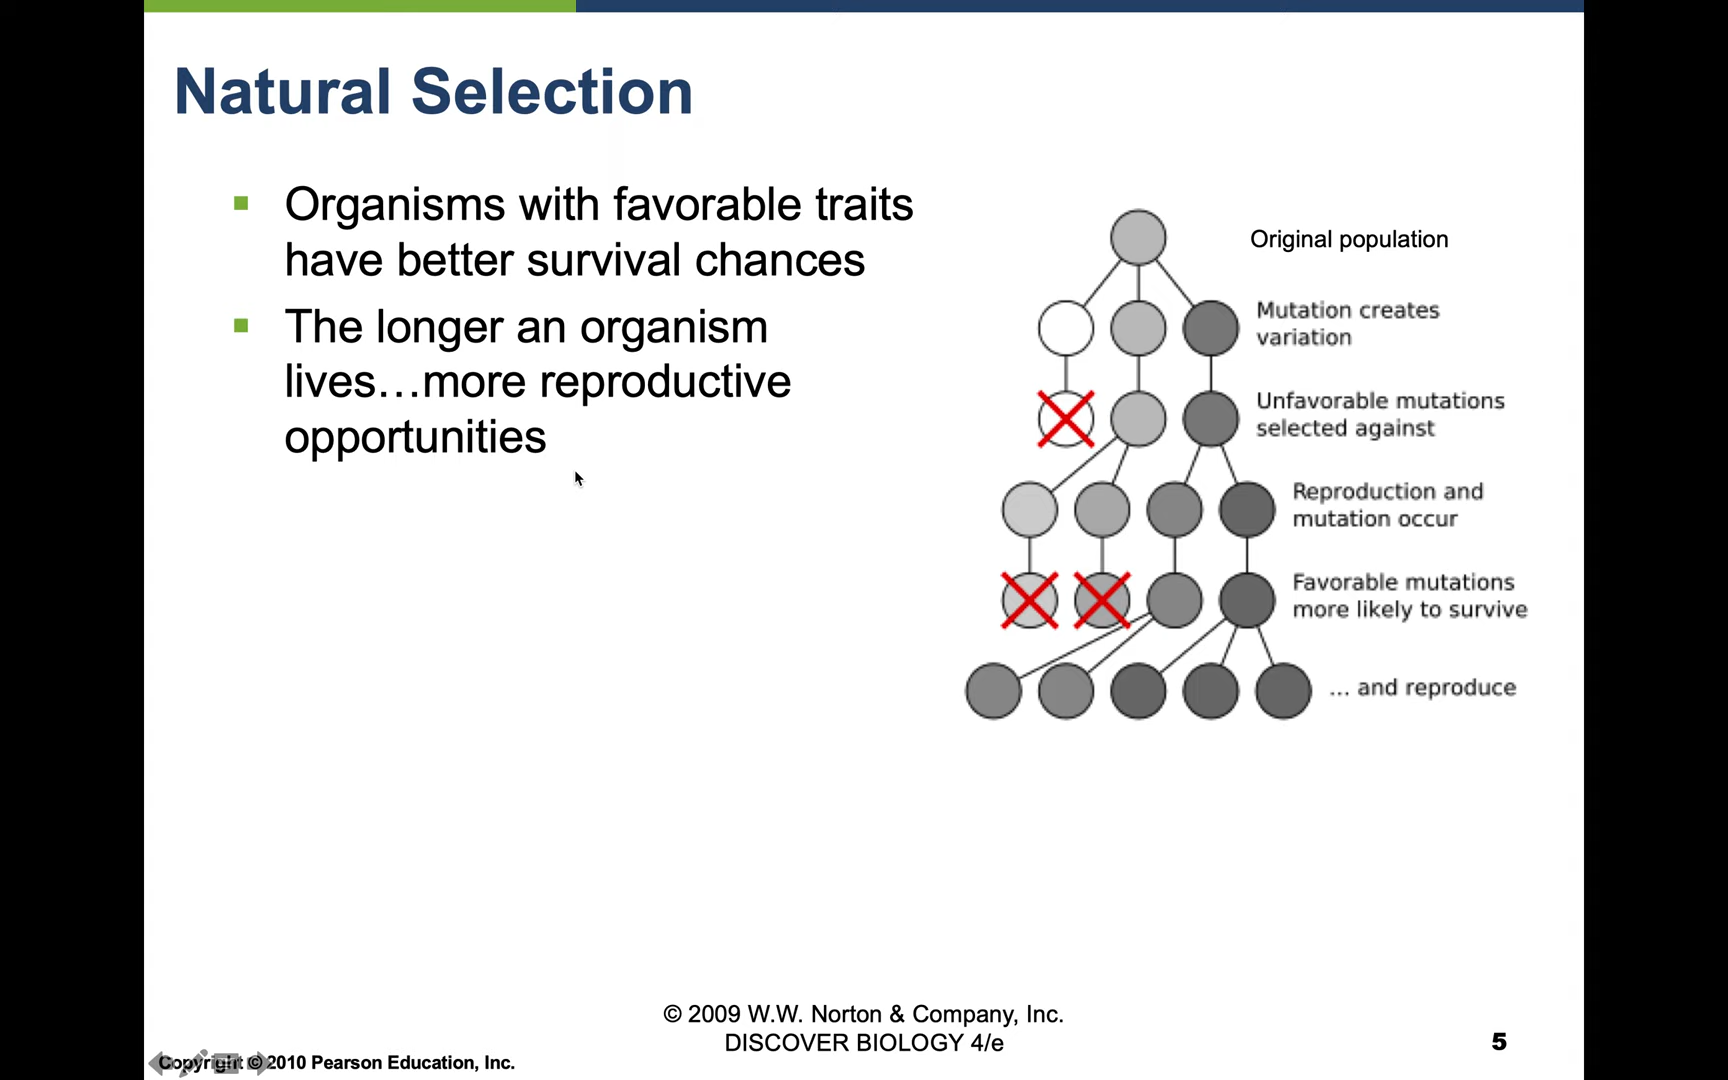 Natural Selection
Organisms with favorable traits
have better survival chances
The longer an organism
lives…more reproductive
opportunities
Original population
Mutation creates
variation
Unfavorable mutations
selected against
Reproduction and
mutation occur
Favorable mutations
more likely to survive
... and reproduce
© 2009 W.W. Norton & Company, Inc.
DISCOVER BIOLOGY 4/e
5
Copyright © 2010 Pearson Education, Inc.